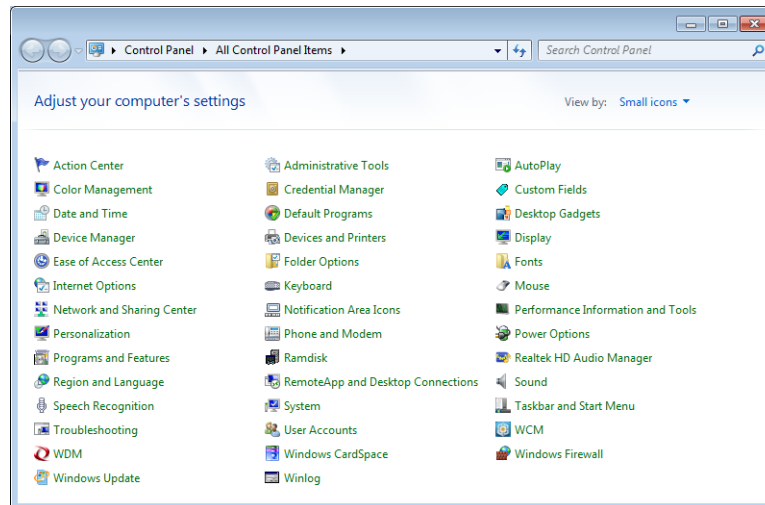 Control Panel All Control Panel Items Search Control Panel
Adjust your computer's settings View by: Small icons
Action Center Administrative Tools AutoPlay
Color Management Credential Manager Custom Fields
Date and Time Default Programs Desktop Gadgets
Device Manager Devices and Printers Display
Ease of Access Center Folder Options Fonts
Internet Options Keyboard Mouse
Network and Sharing Center Notification Area Icons Performance Information and Tools
Personalization Phone and Modem Power Options
Programs and Features Ramdisk Realtek HD Audio Manager
Region and Language RemoteApp and Desktop Connections Sound
Speech Recognition System Taskbar and Start Menu
Troubleshooting User Accounts WCM
WDM Windows CardSpace Windows Firewall
Windows Update Winlog